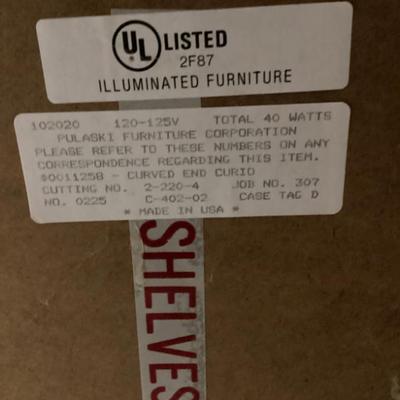 UL LISTED
2F87
ILLUMINATED FURNITURE
102020 120-125V TOTAL 40 WATTS
PULASKI FURNITURE CORPORATION
PLEASE REFER TO THESE NUMBERS ON ANY
CORRESPONDENCE REGARDING THIS ITEM.
@0011258 - CURVED END CURIO
CUTTING NO. 2-220-4 JOB NO. 307
NO. 0225 C-402-02 CASE TAG D
* MADE IN USA *
SHELVES